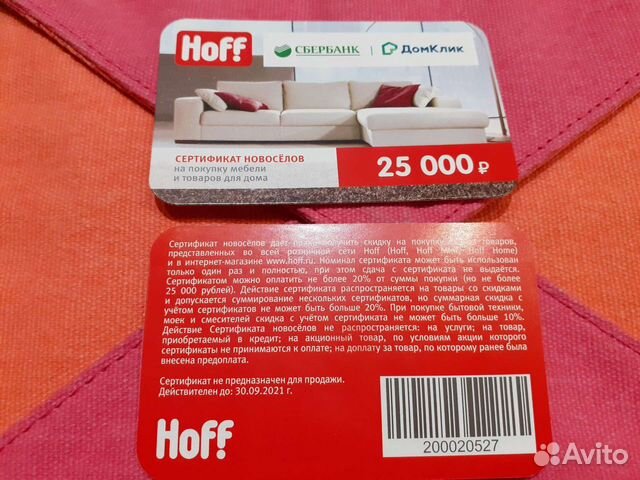 Hoff
СБЕРБАНК
ДомКлик
СЕРТИФИКАТ НОВОСЁЛОВ
на покупку мебели
и товаров для дома
25 000 ₽
Сертификат новосёлов даёт право получить скидку на покупку товаров,
представленных во всей розничной сети Hoff (Hoff, Hoff Mini, Hoff Home)
и в интернет-магазине www.hoff.ru. Номинал сертификата может быть использован
только один раз и полностью, при этом сдача с сертификата не выдаётся.
Сертификатом можно оплатить не более 20% от суммы покупки (но не более
25 000 рублей). Действие сертификата распространяется на товары со скидками
и допускается суммирование нескольких сертификатов, но суммарная скидка с
учётом сертификатов не может быть больше 20%. При покупке бытовой техники,
моек и смесителей скидка с учётом сертификата не может быть больше 10%.
Действие Сертификата новосёлов не распространяется: на услуги; на товар,
приобретаемый в кредит; на акционный товар, по условиям акции которого
сертификаты не принимаются к оплате; на доплату за товар, по которому ранее была
внесена предоплата.
Сертификат не предназначен для продажи.
Действителен до: 30.09.2021 г.
Hoff
200020527
Avito